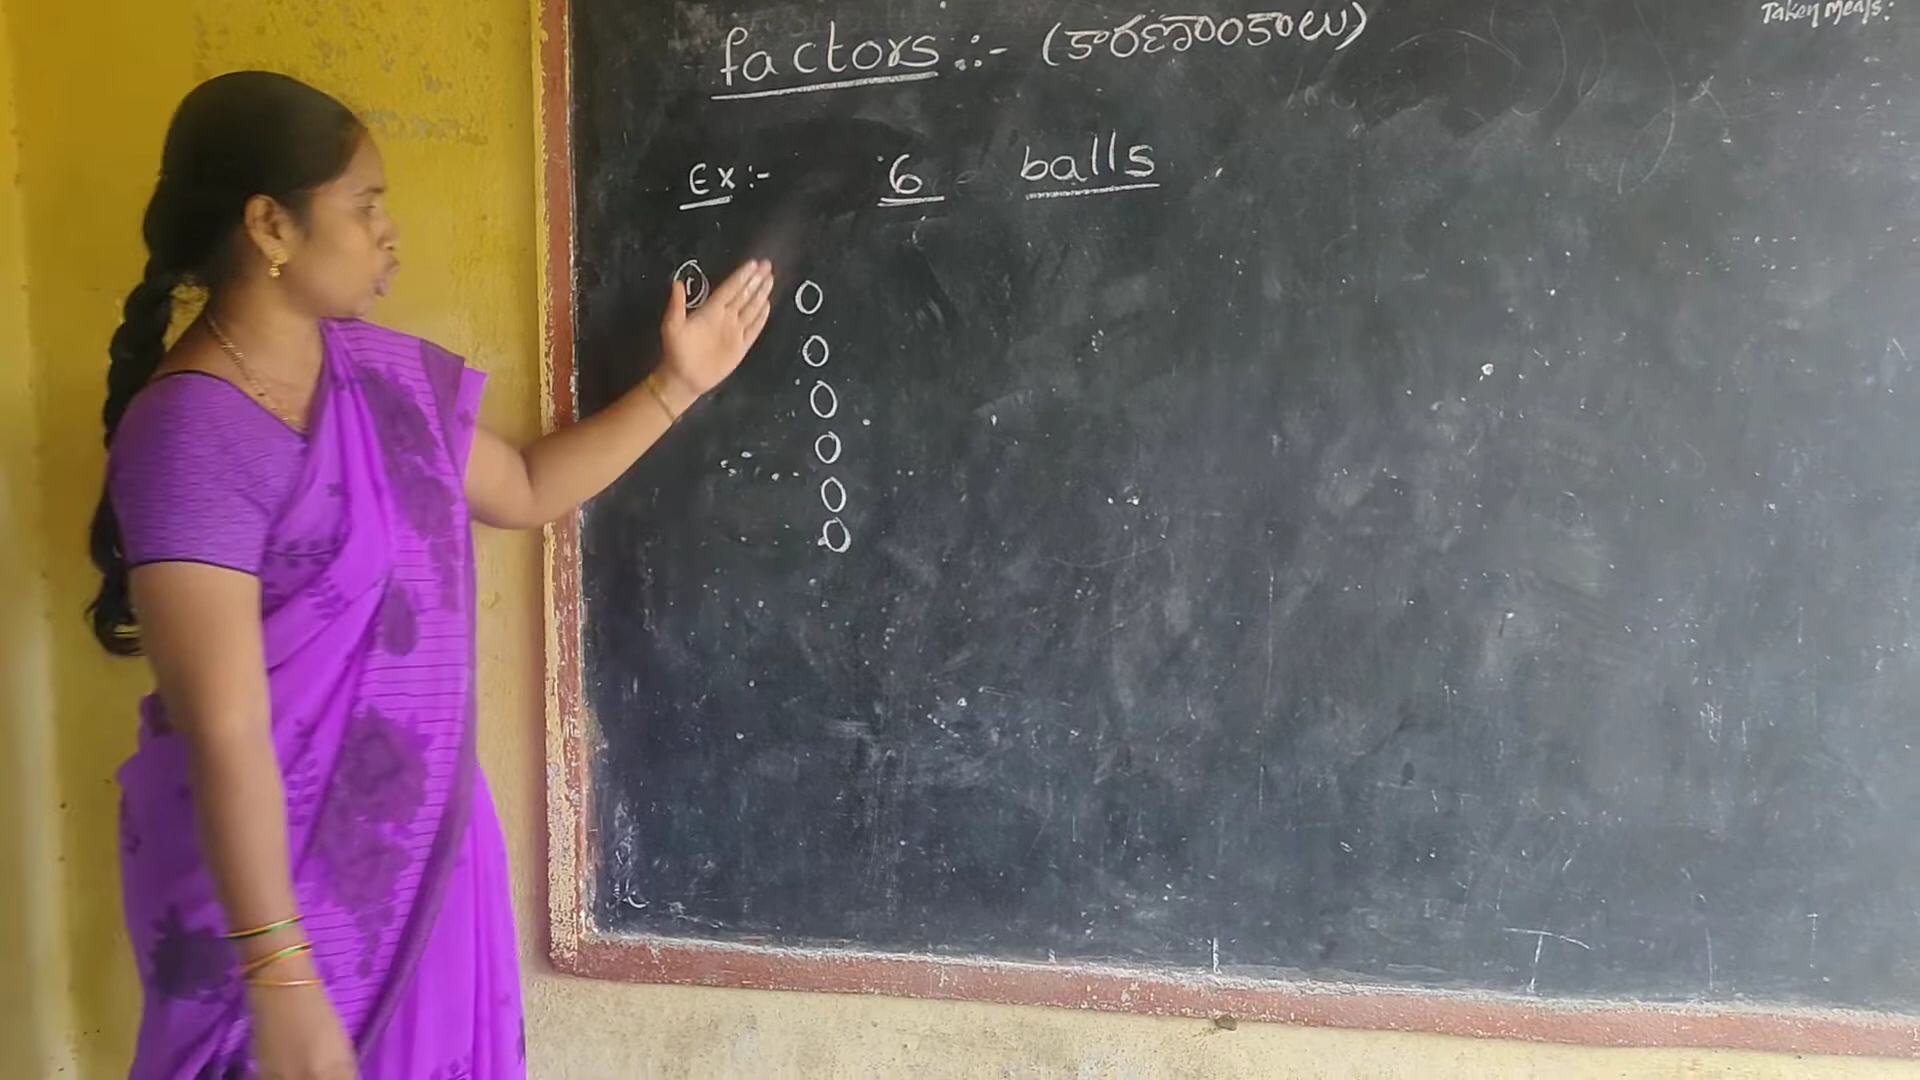 factors :- (కారణాంకాలు)
Taken Meals:
Ex :- 6 balls
1